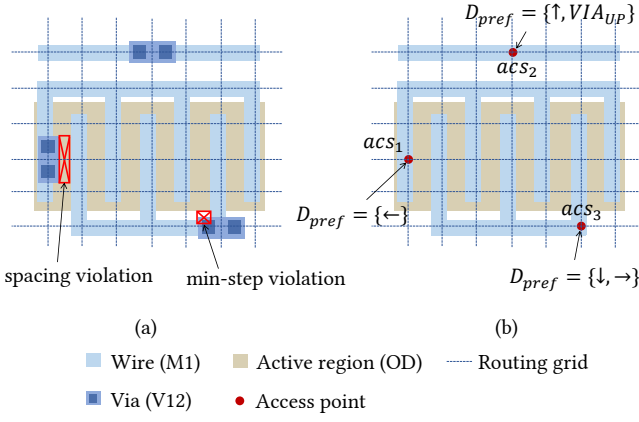 D_pref = {↑, VIA_UP}
acs_2
acs_1
D_pref = {←}
acs_3
spacing violation
min-step violation
D_pref = {↓, →}
(a)
(b)
Wire (M1)
Active region (OD)
Routing grid
Via (V12)
Access point